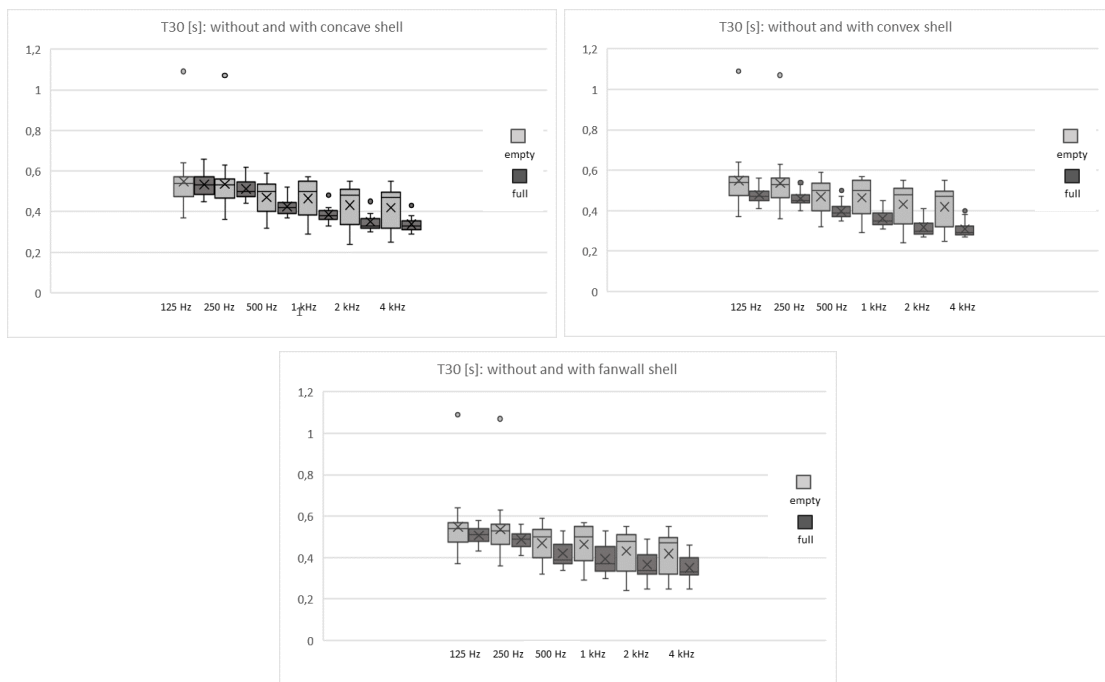 T30 [s]: without and with concave shell
1,2
1
0,8
0,6
0,4
0,2
0
125 Hz 250 Hz 500 Hz 1 kHz 2 kHz 4 kHz
empty
full
T30 [s]: without and with convex shell
1,2
1
0,8
0,6
0,4
0,2
0
125 Hz 250 Hz 500 Hz 1 kHz 2 kHz 4 kHz
empty
full
T30 [s]: without and with fanwall shell
1,2
1
0,8
0,6
0,4
0,2
0
125 Hz 250 Hz 500 Hz 1 kHz 2 kHz 4 kHz
empty
full